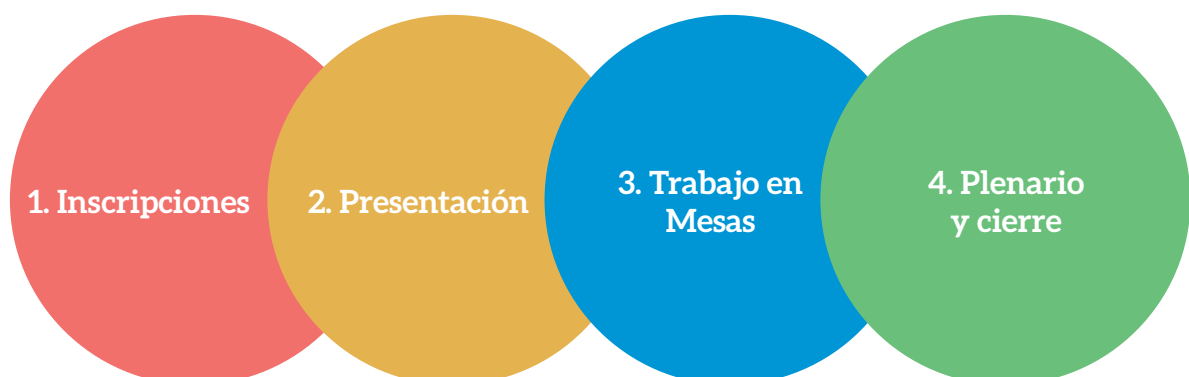 1. Inscripciones
2. Presentación
3. Trabajo en
Mesas
4. Plenario
y cierre